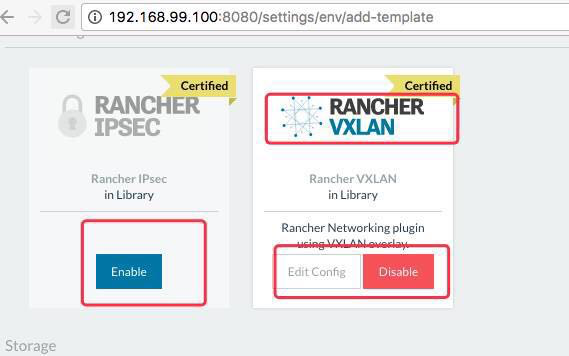 192.168.99.100:8080/settings/env/add-template
Certified
RANCHER
IPSEC
Rancher IPsec
in Library
Enable
Certified
RANCHER
VXLAN
Rancher VXLAN
in Library
Rancher Networking plugin
using VXLAN overlay.
Edit Config
Disable
Storage